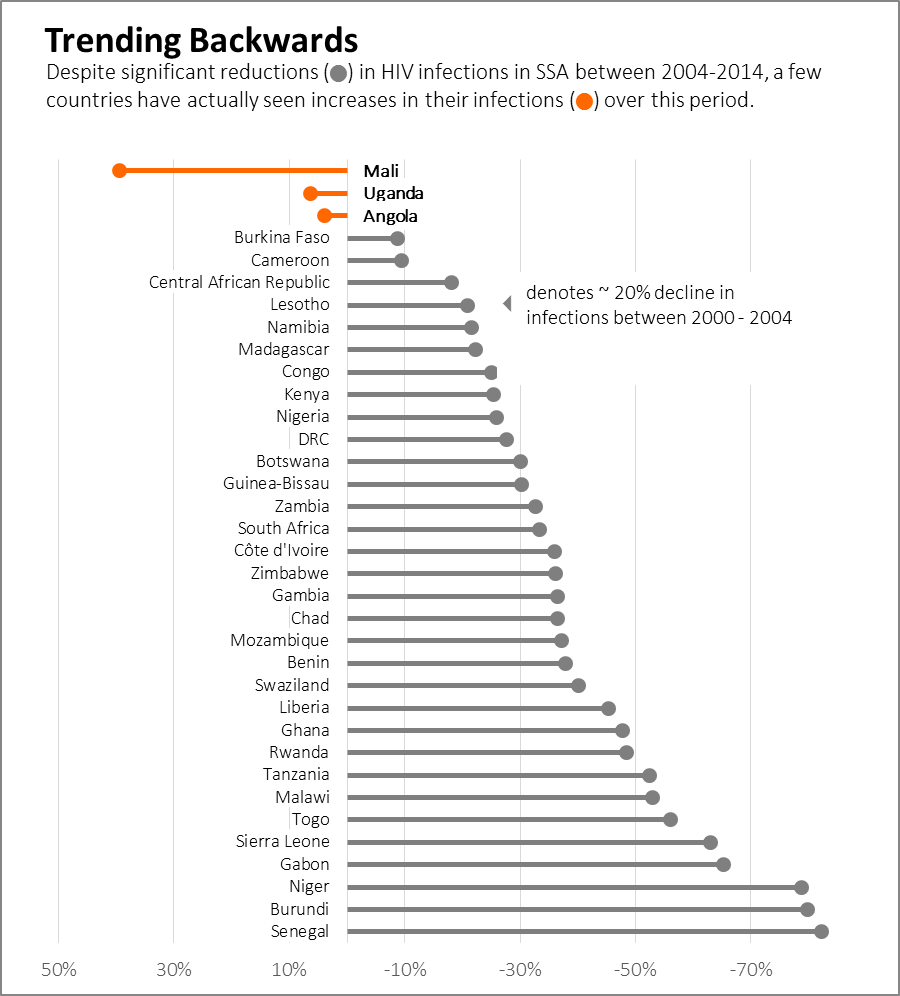 Trending Backwards
Despite significant reductions (●) in HIV infections in SSA between 2004-2014, a few
countries have actually seen increases in their infections (●) over this period.
Mali
Uganda
Angola
Burkina Faso
Cameroon
Central African Republic
denotes ~ 20% decline in
infections between 2000 - 2004
Lesotho
Namibia
Madagascar
Congo
Kenya
Nigeria
DRC
Botswana
Guinea-Bissau
Zambia
South Africa
Côte d'Ivoire
Zimbabwe
Gambia
Chad
Mozambique
Benin
Swaziland
Liberia
Ghana
Rwanda
Tanzania
Malawi
Togo
Sierra Leone
Gabon
Niger
Burundi
Senegal
50% 30% 10% -10% -30% -50% -70%